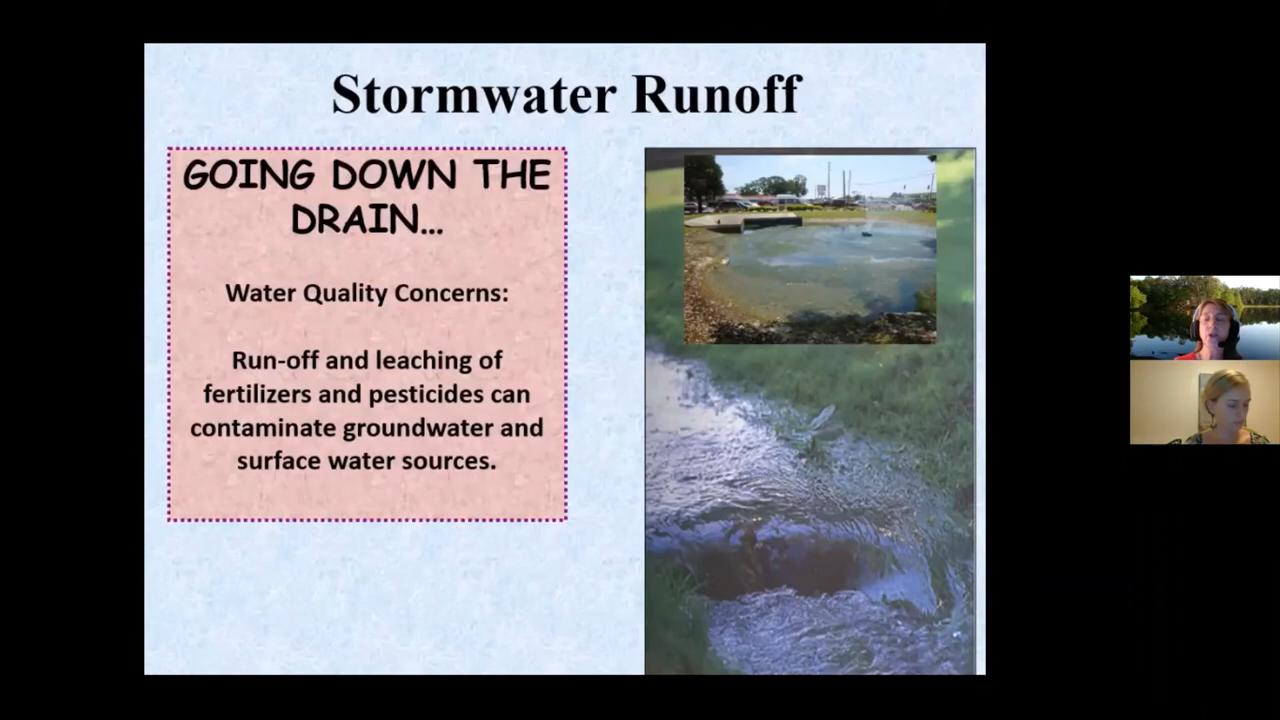 Stormwater Runoff
GOING DOWN THE
DRAIN...
Water Quality Concerns:
Run-off and leaching of
fertilizers and pesticides can
contaminate groundwater and
surface water sources.